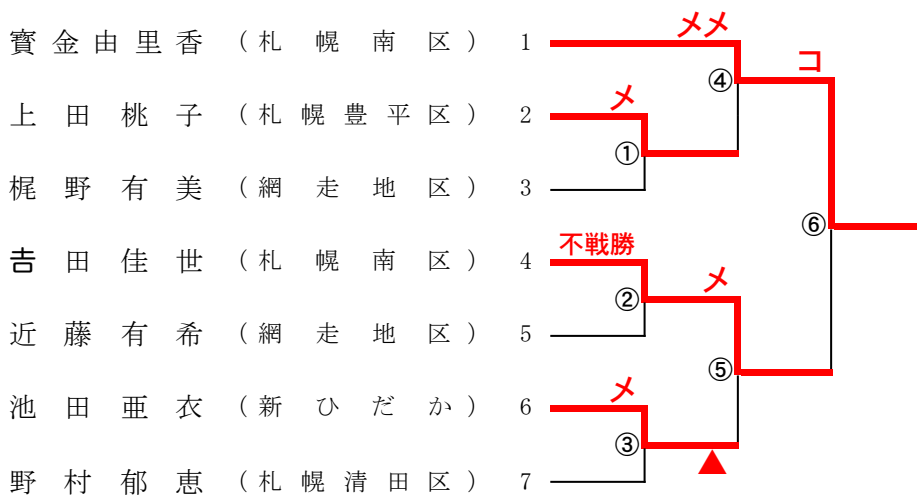 メメ
寳金由里香 (札幌南区) 1
コ
④
メ
上田桃子 (札幌豊平区) 2
①
梶野有美 (網走地区) 3
⑥
不戦勝
𠮷田佳世 (札幌南区) 4
メ
②
近藤有希 (網走地区) 5
⑤
メ
池田亜衣 (新ひだか) 6
③
▲
野村郁恵 (札幌清田区) 7